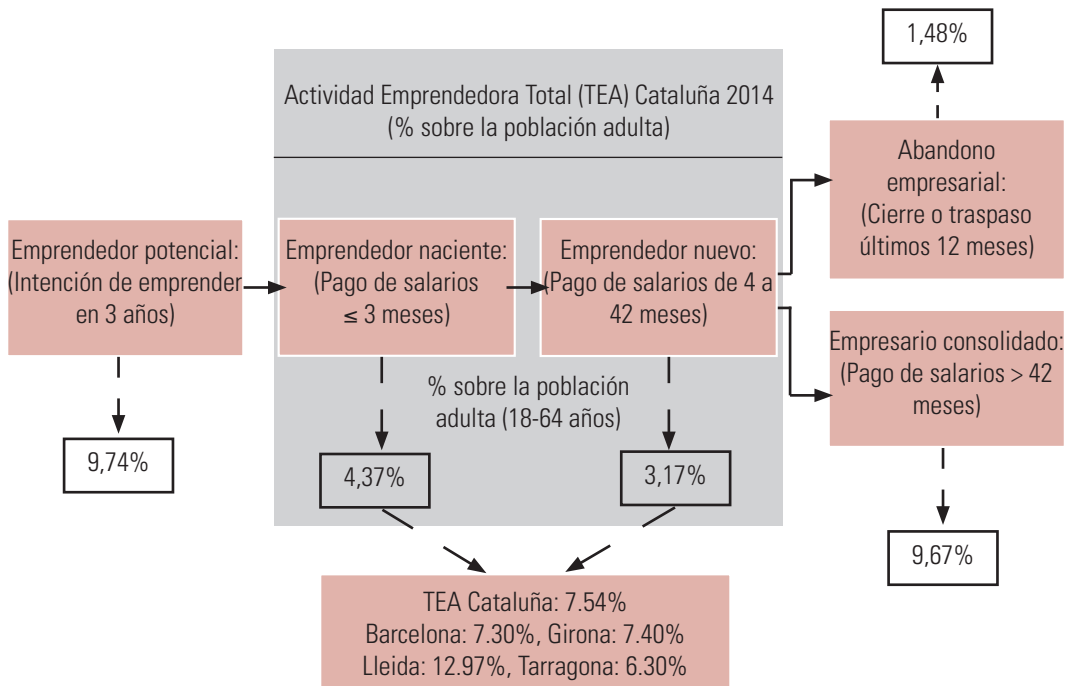 1,48%
Actividad Emprendedora Total (TEA) Cataluña 2014
(% sobre la población adulta)
Abandono
empresarial:
(Cierre o traspaso
últimos 12 meses)
Emprendedor potencial:
(Intención de emprender
en 3 años)
Emprendedor naciente:
(Pago de salarios
≤ 3 meses)
Emprendedor nuevo:
(Pago de salarios de 4 a
42 meses)
Empresario consolidado:
(Pago de salarios > 42
meses)
% sobre la población
adulta (18-64 años)
9,74%
4,37%
3,17%
9,67%
TEA Cataluña: 7.54%
Barcelona: 7.30%, Girona: 7.40%
Lleida: 12.97%, Tarragona: 6.30%